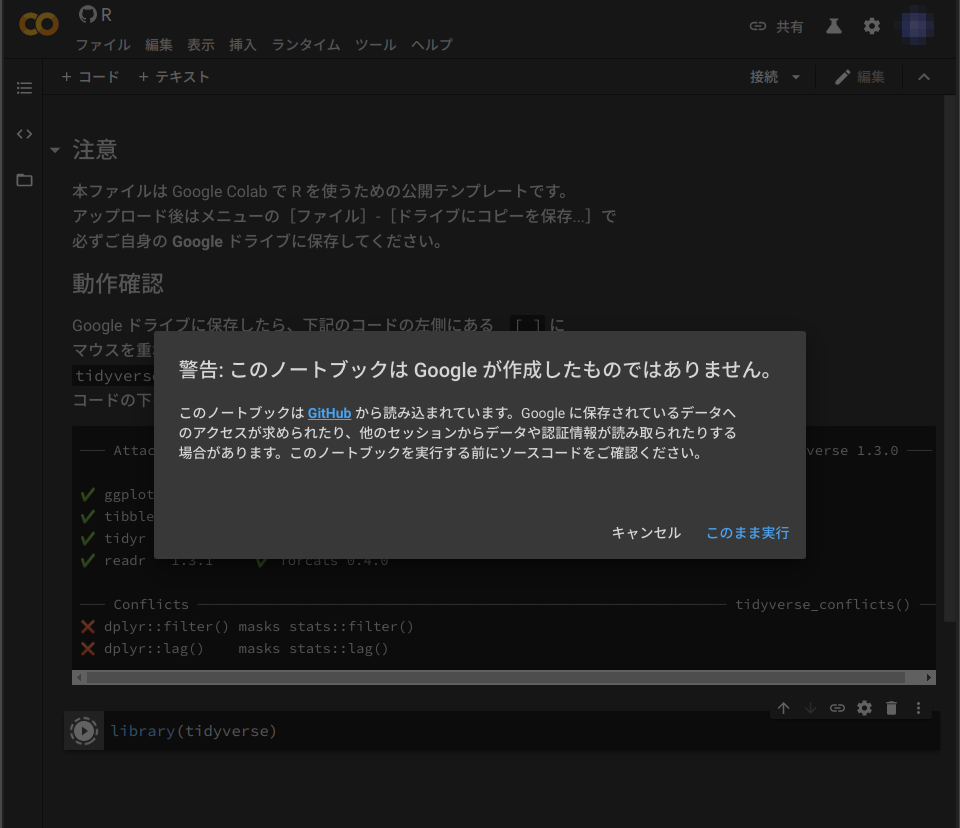 R
ファイル 編集 表示 挿入 ランタイム ツール ヘルプ
共有
+ コード + テキスト
接続
編集
注意
本ファイルは Google Colab で R を使うための公開テンプレートです。
アップロード後はメニューの［ファイル］-［ドライブにコピーを保存...］で
必ずご自身の Google ドライブに保存してください。
動作確認
Google ドライブに保存したら、下記のコードの左側にある [ ] に
マウスを重
tidyverse
コードの下
警告: このノートブックは Google が作成したものではありません。
このノートブックは GitHub から読み込まれています。Google に保存されているデータへ
のアクセスが求められたり、他のセッションからデータや認証情報が読み取られたりする
場合があります。このノートブックを実行する前にソースコードをご確認ください。
キャンセル このまま実行
── Attac verse 1.3.0 ──
✔ ggplot
✔ tibble
✔ tidyr
✔ readr 1.3.1 ✔ forcats 0.4.0
── Conflicts ── tidyverse_conflicts() ──
✖ dplyr::filter() masks stats::filter()
✖ dplyr::lag() masks stats::lag()
library(tidyverse)